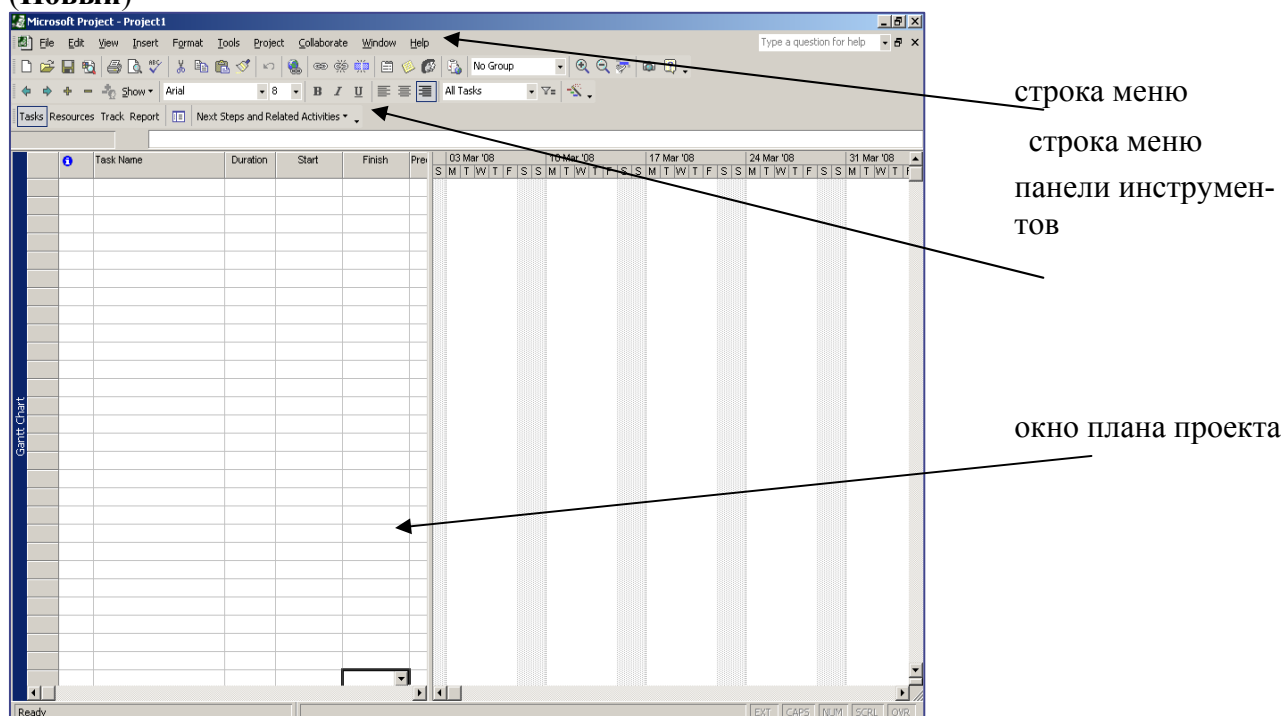 (Новый)
Microsoft Project - Project1
File Edit View Insert Format Tools Project Collaborate Window Help
Type a question for help
No Group
Show Arial 8 B I U All Tasks
Tasks Resources Track Report Next Steps and Related Activities
Task Name Duration Start Finish
03 Mar '08 10 Mar '08 17 Mar '08 24 Mar '08 31 Mar '08
S M T W T F S S M T W T F S S M T W T F S S M T W T F S S M T W T
Gantt Chart
Ready
EXT CAPS NUM SCRL OVR
строка меню
строка меню
панели инструмен-
тов
окно плана проекта